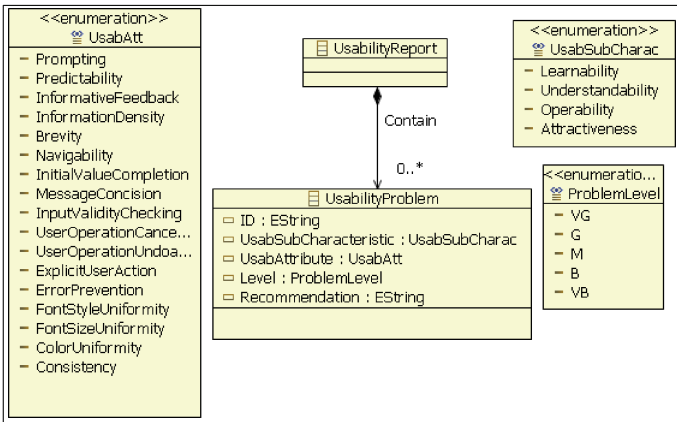 <<enumeration>>
UsabAtt
− Prompting
− Predictability
− InformativeFeedback
− InformationDensity
− Brevity
− Navigability
− InitialValueCompletion
− MessageConcision
− InputValidityChecking
− UserOperationCance...
− UserOperationUndoa...
− ExplicitUserAction
− ErrorPrevention
− FontStyleUniformity
− FontSizeUniformity
− ColorUniformity
− Consistency
UsabilityReport
Contain
0..*
UsabilityProblem
ID : EString
UsabSubCharacteristic : UsabSubCharac
UsabAttribute : UsabAtt
Level : ProblemLevel
Recommendation : EString
<<enumeration>>
UsabSubCharac
− Learnability
− Understandability
− Operability
− Attractiveness
<<enumeratio...
ProblemLevel
− VG
− G
− M
− B
− VB